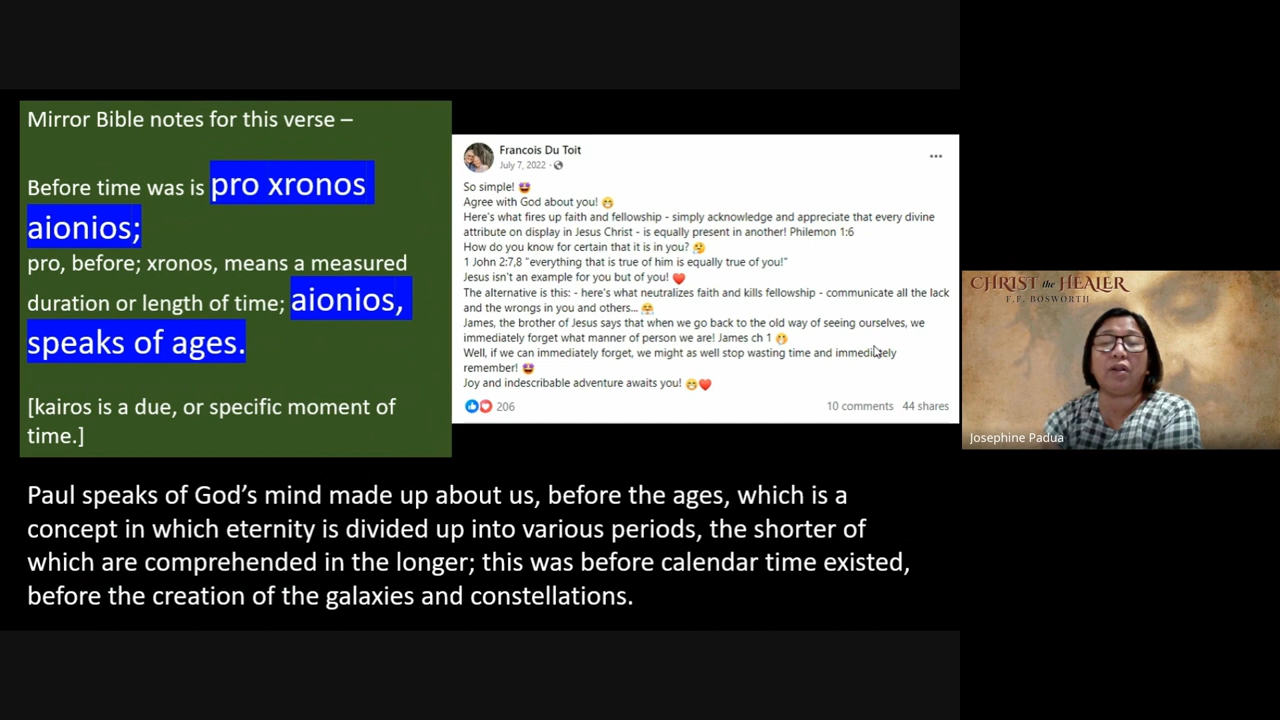 Mirror Bible notes for this verse –
Before time was is pro xronos
aionios;
pro, before; xronos, means a measured
duration or length of time; aionios,
speaks of ages.
[kairos is a due, or specific moment of
time.]
Francois Du Toit
July 7, 2022 ·
So simple! 🤩
Agree with God about you! 😁
Here's what fires up faith and fellowship - simply acknowledge and appreciate that every divine
attribute on display in Jesus Christ - is equally present in another! Philemon 1:6
How do you know for certain that it is in you? 🤔
1 John 2:7,8 "everything that is true of him is equally true of you!"
Jesus isn't an example for you but of you! ❤️
The alternative is this: - here's what neutralizes faith and kills fellowship - communicate all the lack
and the wrongs in you and others...
James, the brother of Jesus says that when we go back to the old way of seeing ourselves, we
immediately forget what manner of person we are! James ch 1
Well, if we can immediately forget, we might as well stop wasting time and immediately
remember! 🤩
Joy and indescribable adventure awaits you! 😁❤️
206
10 comments 44 shares
Paul speaks of God's mind made up about us, before the ages, which is a
concept in which eternity is divided up into various periods, the shorter of
which are comprehended in the longer; this was before calendar time existed,
before the creation of the galaxies and constellations.
CHRIST the HEALER
F.F. BOSWORTH
Josephine Padua